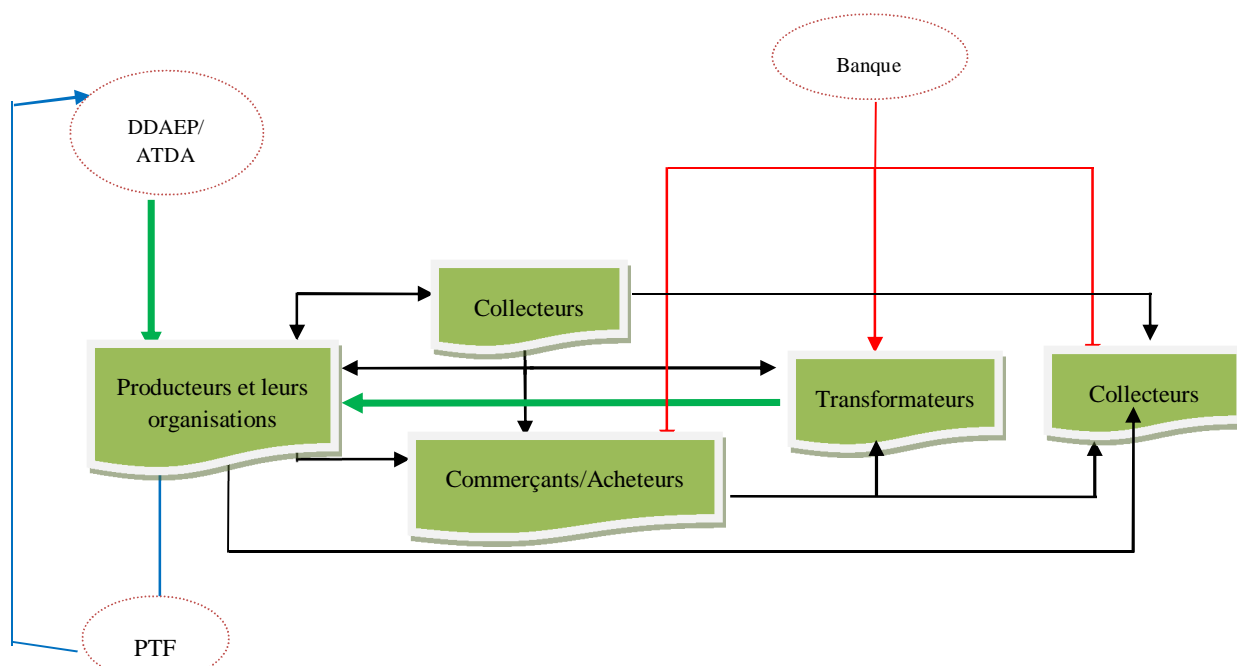 Banque
DDAEP/
ATDA
Collecteurs
Producteurs et leurs
organisations
Transformateurs
Collecteurs
Commerçants/Acheteurs
PTF